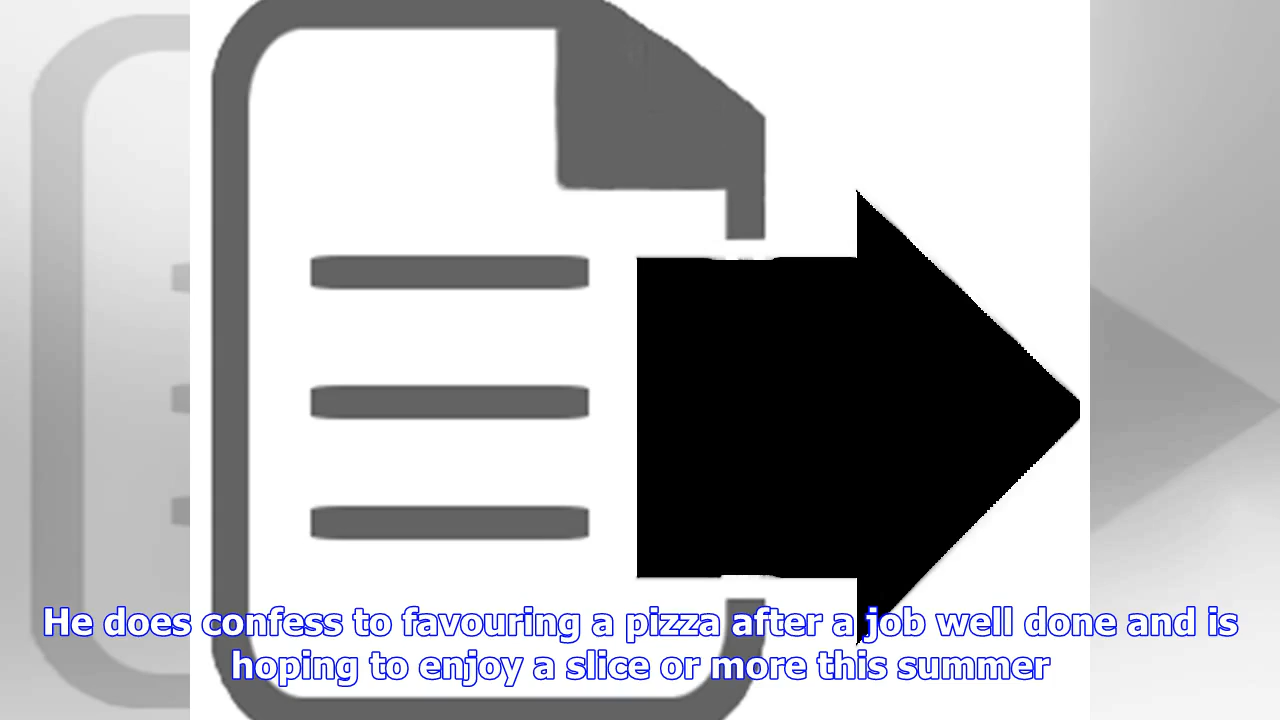 He does confess to favouring a pizza after a job well done and is
hoping to enjoy a slice or more this summer